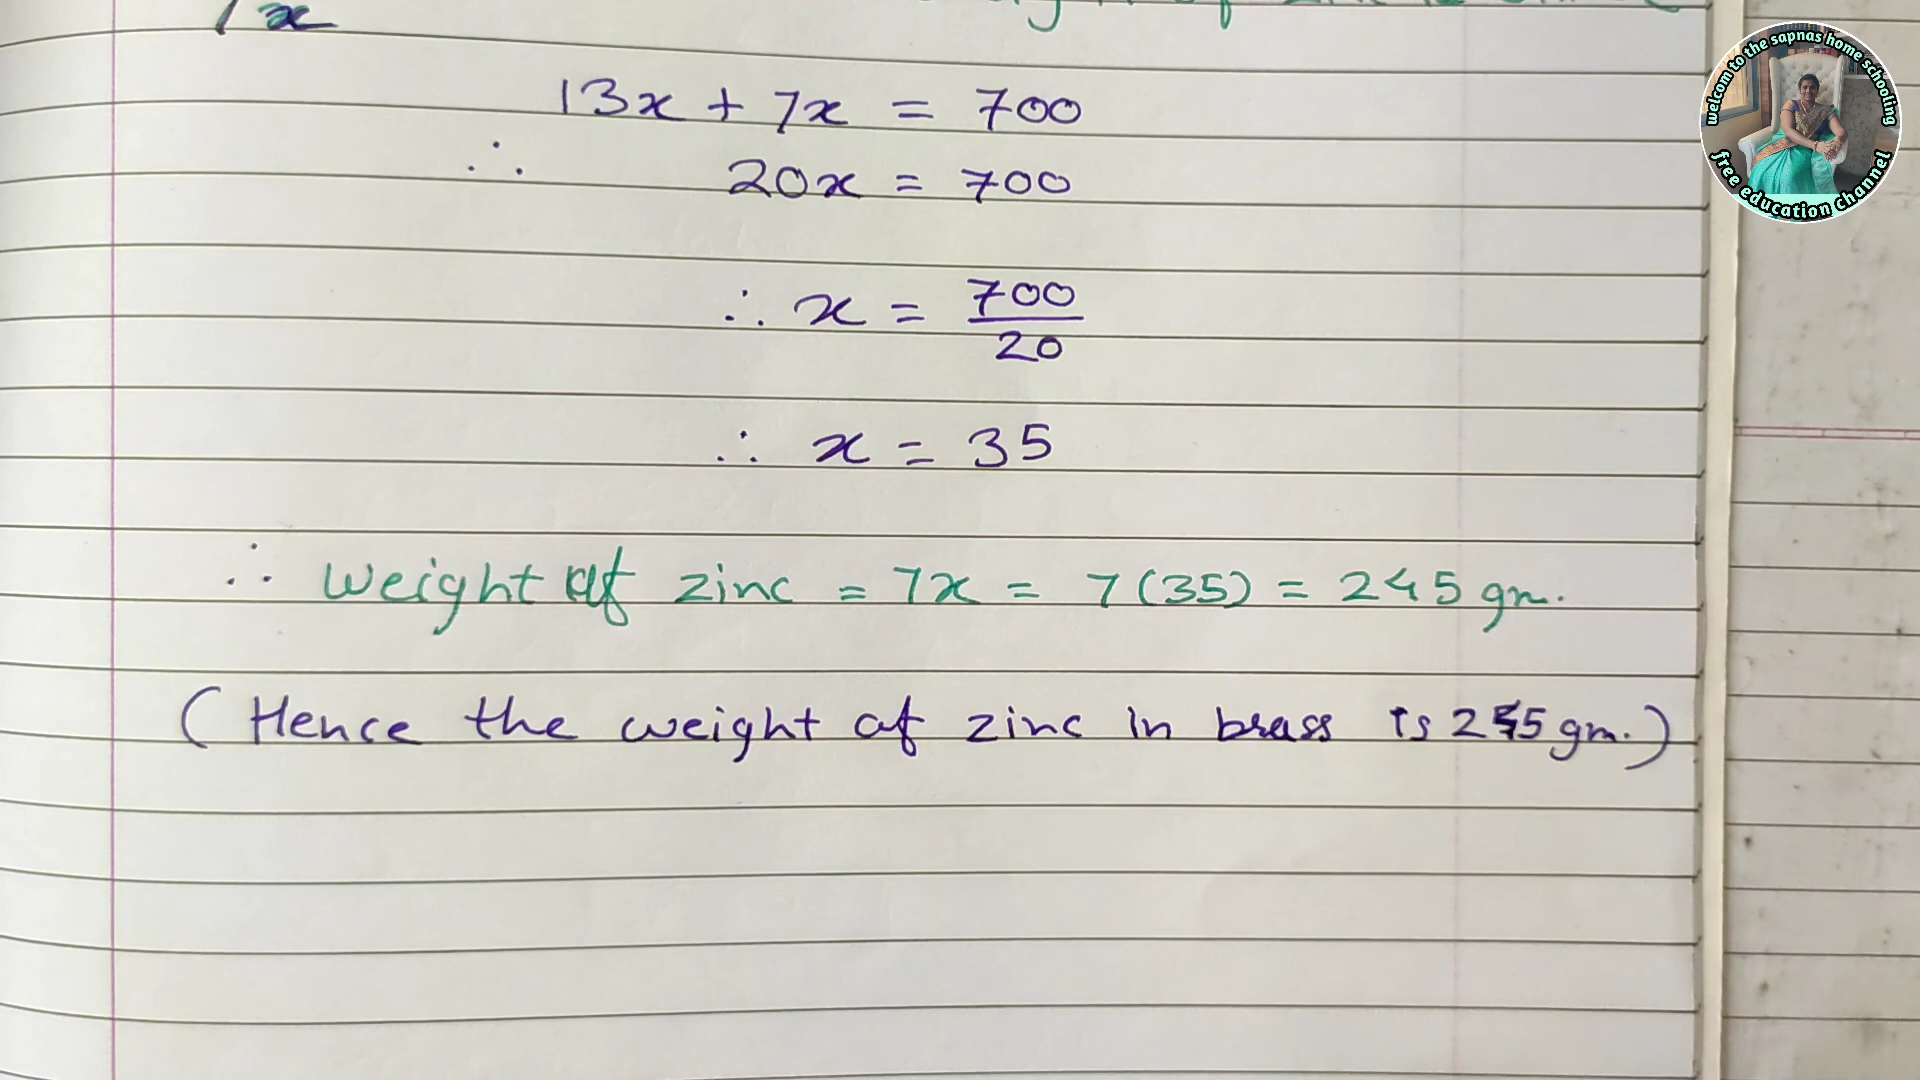 x
13x + 7x = 700
∴ 20x = 700
∴ x = 700/20
∴ x = 35
∴ weight of zinc = 7x = 7(35) = 245 gm.
(Hence the weight of zinc in brass is 245 gm.)
welcom to the sapnas home schooling
free education channel